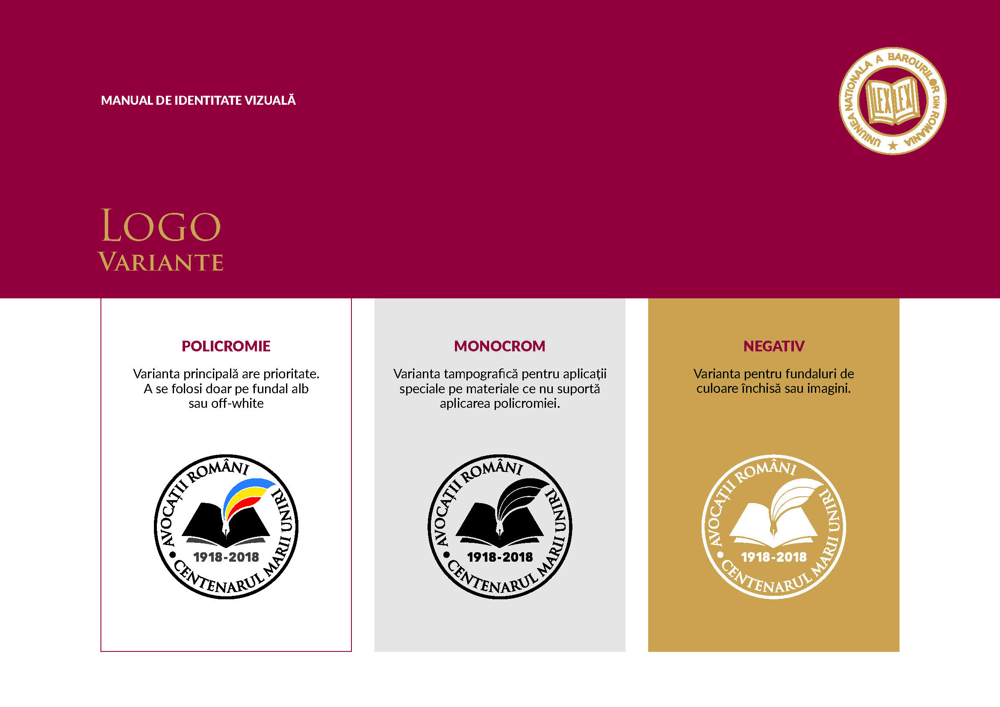 MANUAL DE IDENTITATE VIZUALĂ
UNIUNEA NATIONALA A BAROURILOR DIN ROMANIA
LEX LEX
LOGO
VARIANTE
POLICROMIE
Varianta principală are prioritate.
A se folosi doar pe fundal alb
sau off-white
AVOCAȚII ROMÂNI
CENTENARUL MARII UNIRI
1918-2018
MONOCROM
Varianta tampografică pentru aplicații
speciale pe materiale ce nu suportă
aplicarea policromiei.
AVOCAȚII ROMÂNI
CENTENARUL MARII UNIRI
1918-2018
NEGATIV
Varianta pentru fundaluri de
culoare închisă sau imagini.
AVOCAȚII ROMÂNI
CENTENARUL MARII UNIRI
1918-2018